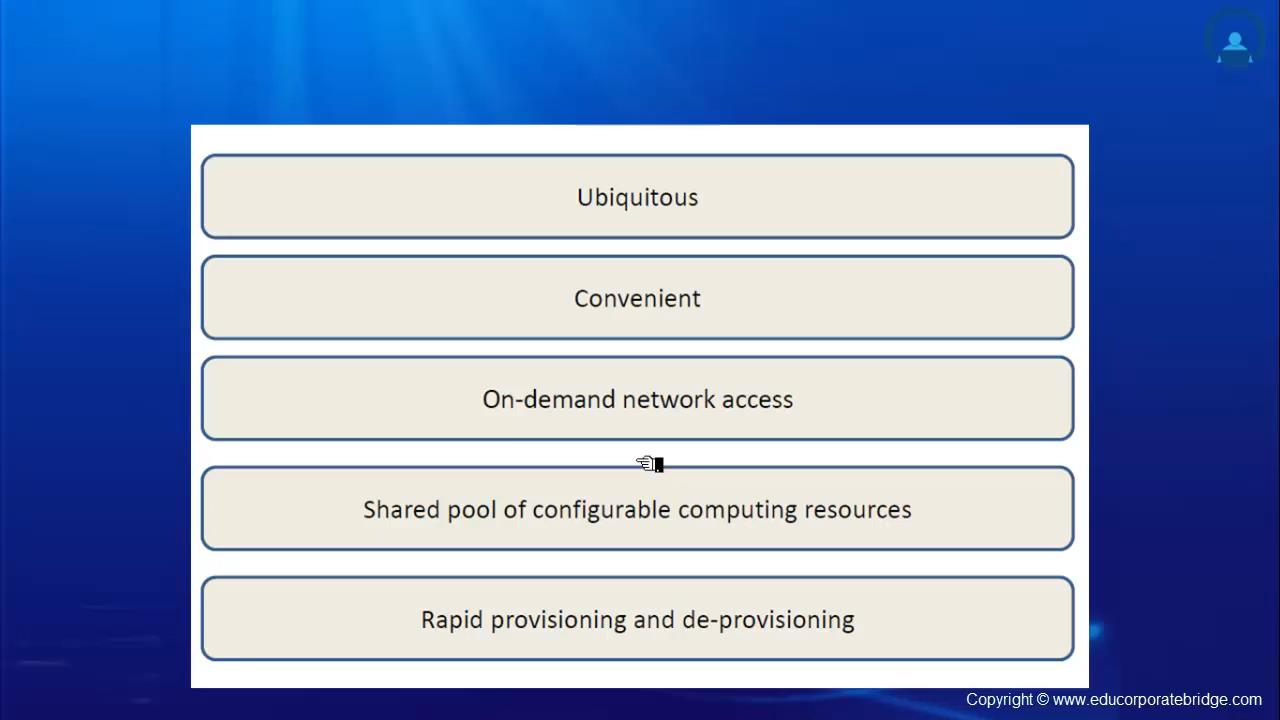 Ubiquitous
Convenient
On-demand network access
Shared pool of configurable computing resources
Rapid provisioning and de-provisioning
Copyright © www.educorporatebridge.com